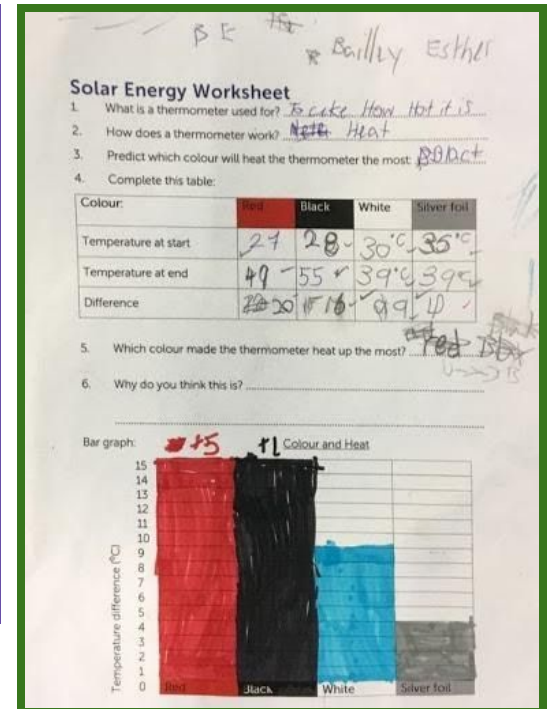 BE
Bailley Esther
Solar Energy Worksheet
1. What is a thermometer used for? How Hot it is
2. How does a thermometer work? Heat
3. Predict which colour will heat the thermometer the most:
4. Complete this table:
Colour: Red Black White Silver foil
Temperature at start 27 28 30°C 35°C
Temperature at end 49 55 39°C 39c
Difference 20 16 9 4
5. Which colour made the thermometer heat up the most? red
6. Why do you think this is?
Bar graph: +5 +1 Colour and Heat
15
14
13
12
11
10
9
8
7
6
5
4
3
2
1
0
Temperature difference (°C)
Red Black White Silver foil